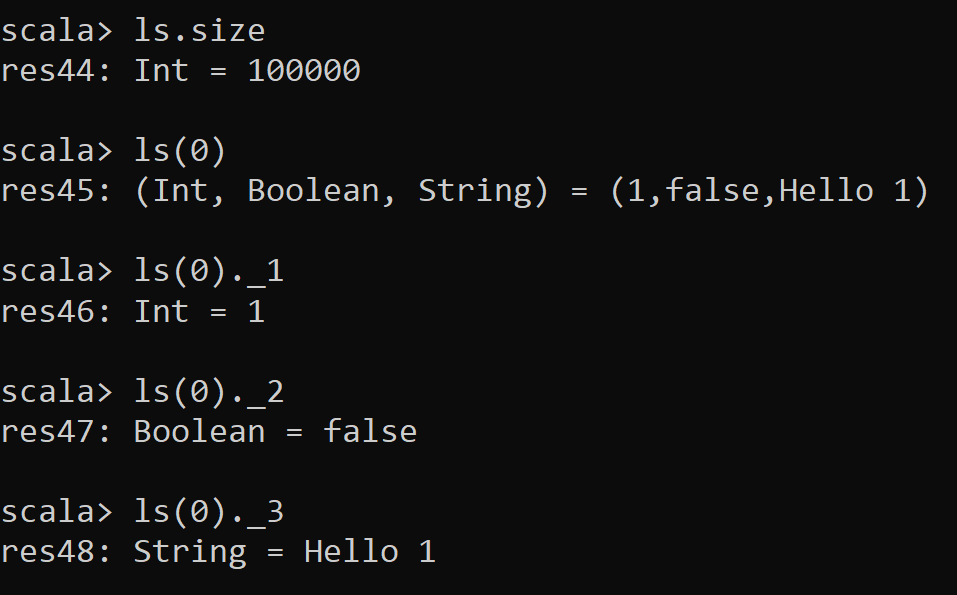 scala> ls.size
res44: Int = 100000
scala> ls(0)
res45: (Int, Boolean, String) = (1,false,Hello 1)
scala> ls(0)._1
res46: Int = 1
scala> ls(0)._2
res47: Boolean = false
scala> ls(0)._3
res48: String = Hello 1